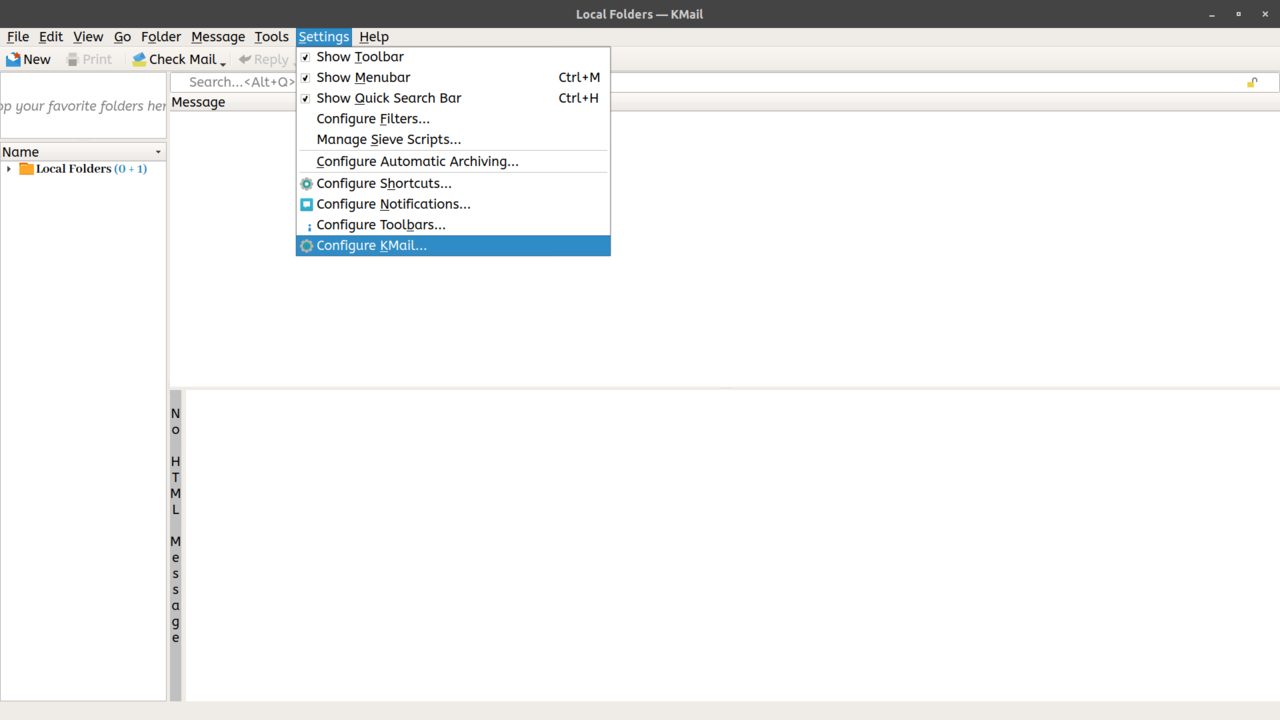 Local Folders — KMail
File Edit View Go Folder Message Tools Settings Help
New Print Check Mail Reply
Show Toolbar
Show Menubar Ctrl+M
Show Quick Search Bar Ctrl+H
Configure Filters...
Manage Sieve Scripts...
Configure Automatic Archiving...
Configure Shortcuts...
Configure Notifications...
Configure Toolbars...
Configure KMail...
Search...<Alt+Q>
op your favorite folders her
Message
Name
Local Folders (0 + 1)
No HTML Message